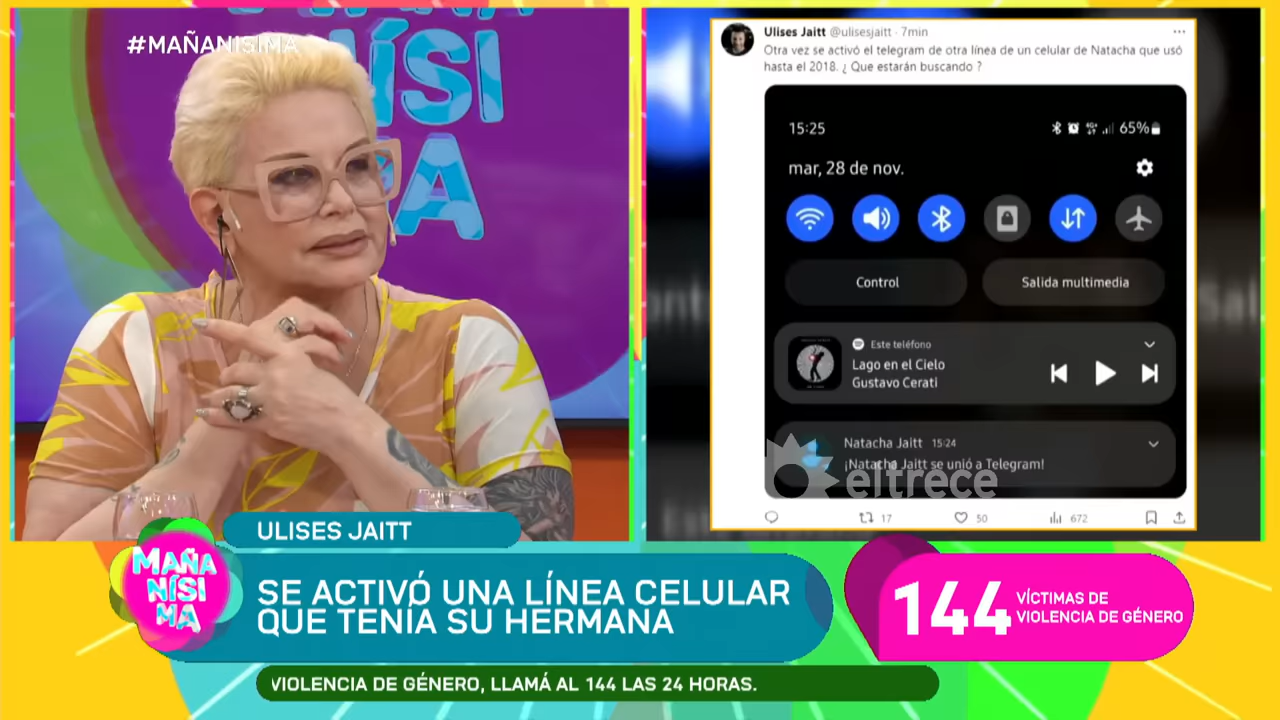 #MAÑANISIMA
NÍSI
MA
Ulises Jaitt @ulisesjaitt · 7min
Otra vez se activó el telegram de otra línea de un celular de Natacha que usó
hasta el 2018. ¿ Que estarán buscando ?
15:25
65%
mar, 28 de nov.
Control
Salida multimedia
Este teléfono
Lago en el Cielo
Gustavo Cerati
Natacha Jaitt 15:24
¡Natacha Jaitt se unió a Telegram!
eltrece
17
50
672
ULISES JAITT
MAÑA
NÍSI
MA
SE ACTIVÓ UNA LÍNEA CELULAR
QUE TENÍA SU HERMANA
144
VÍCTIMAS DE
VIOLENCIA DE GÉNERO
VIOLENCIA DE GÉNERO, LLAMÁ AL 144 LAS 24 HORAS.